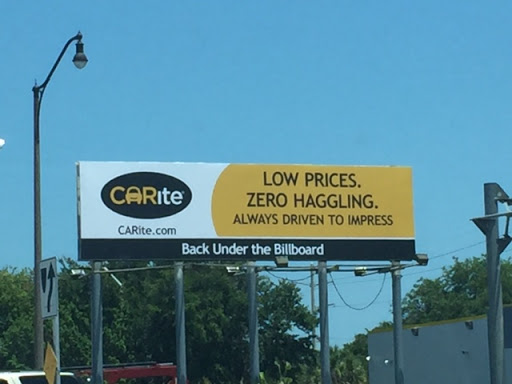 CARite®
CARite.com
LOW PRICES.
ZERO HAGGLING.
ALWAYS DRIVEN TO IMPRESS
Back Under the Billboard